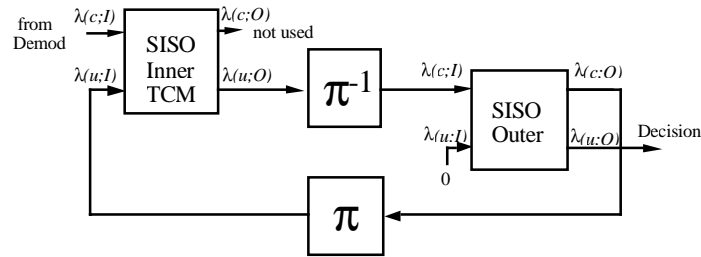 from
Demod
λ(c;I)
λ(c;O)
not used
SISO
Inner
TCM
λ(u;I)
λ(u;O)
π-1
λ(c;I)
λ(c:O)
SISO
Outer
λ(u:I)
0
λ(u:O)
Decision
π